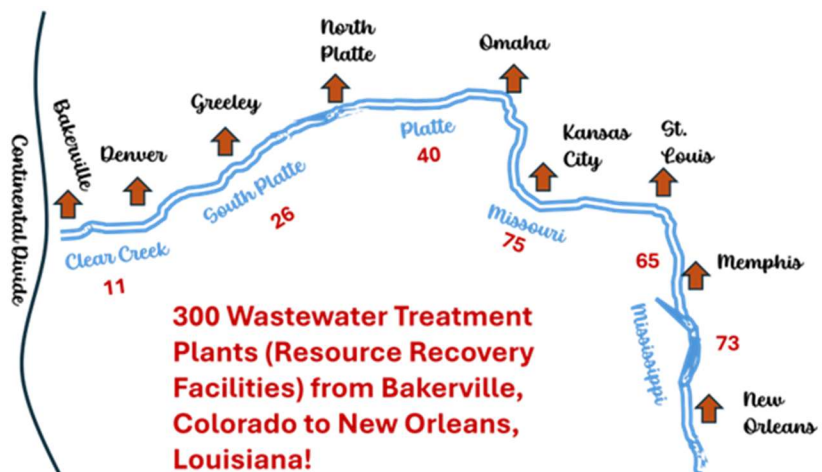 North
Platte
Omaha
Bakerville
Greeley
Denver
Kansas
City
St.
Louis
Continental Divide
Platte
40
South Platte
26
Clear Creek
11
Missouri
75
65
Memphis
Mississippi
73
New
Orleans
300 Wastewater Treatment
Plants (Resource Recovery
Facilities) from Bakerville,
Colorado to New Orleans,
Louisiana!